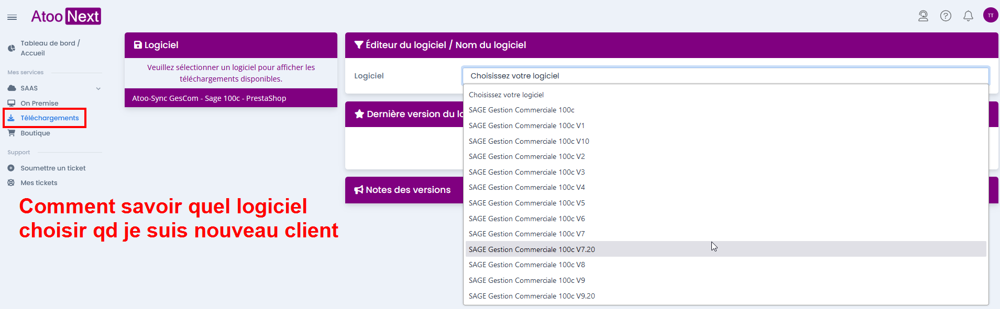 Atoo Next
TT
Tableau de bord /
Accueil
Mes services
SAAS
On Premise
Téléchargements
Boutique
Support
Soumettre un ticket
Mes tickets
Comment savoir quel logiciel
choisir qd je suis nouveau client
Logiciel
Veuillez sélectionner un logiciel pour afficher les
téléchargements disponibles.
Atoo-Sync GesCom - Sage 100c - PrestaShop
Éditeur du logiciel / Nom du logiciel
Logiciel
Choisissez votre logiciel
Choisissez votre logiciel
SAGE Gestion Commerciale 100c
SAGE Gestion Commerciale 100c V1
SAGE Gestion Commerciale 100c V10
SAGE Gestion Commerciale 100c V2
SAGE Gestion Commerciale 100c V3
SAGE Gestion Commerciale 100c V4
SAGE Gestion Commerciale 100c V5
SAGE Gestion Commerciale 100c V6
SAGE Gestion Commerciale 100c V7
SAGE Gestion Commerciale 100c V7.20
SAGE Gestion Commerciale 100c V8
SAGE Gestion Commerciale 100c V9
SAGE Gestion Commerciale 100c V9.20
Dernière version du
Notes des versions